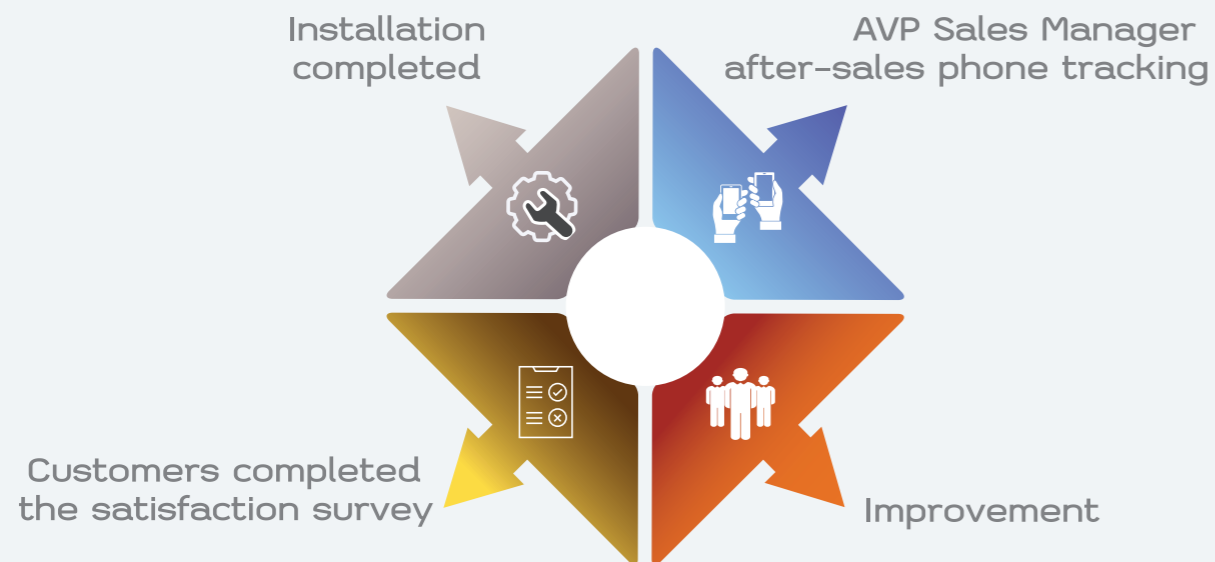 Installation
completed
AVP Sales Manager
after-sales phone tracking
Customers completed
the satisfaction survey
Improvement